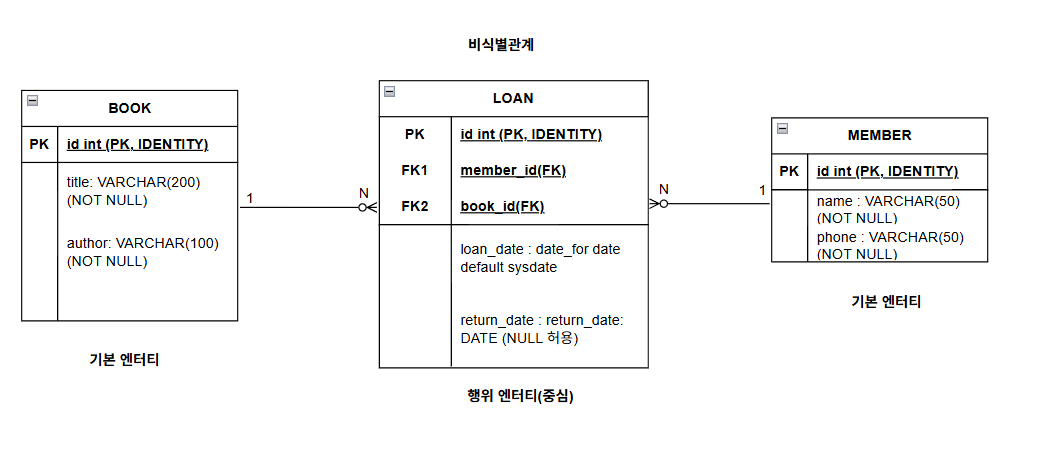 비식별관계
BOOK
PK
id int (PK, IDENTITY)
title: VARCHAR(200)
(NOT NULL)
author: VARCHAR(100)
(NOT NULL)
기본 엔터티
1
N
LOAN
PK
id int (PK, IDENTITY)
FK1
member_id(FK)
FK2
book_id(FK)
loan_date : date_for date
default sysdate
return_date : return_date:
DATE (NULL 허용)
행위 엔터티(중심)
N
1
MEMBER
PK
id int (PK, IDENTITY)
name : VARCHAR(50)
(NOT NULL)
phone : VARCHAR(50)
(NOT NULL)
기본 엔터티